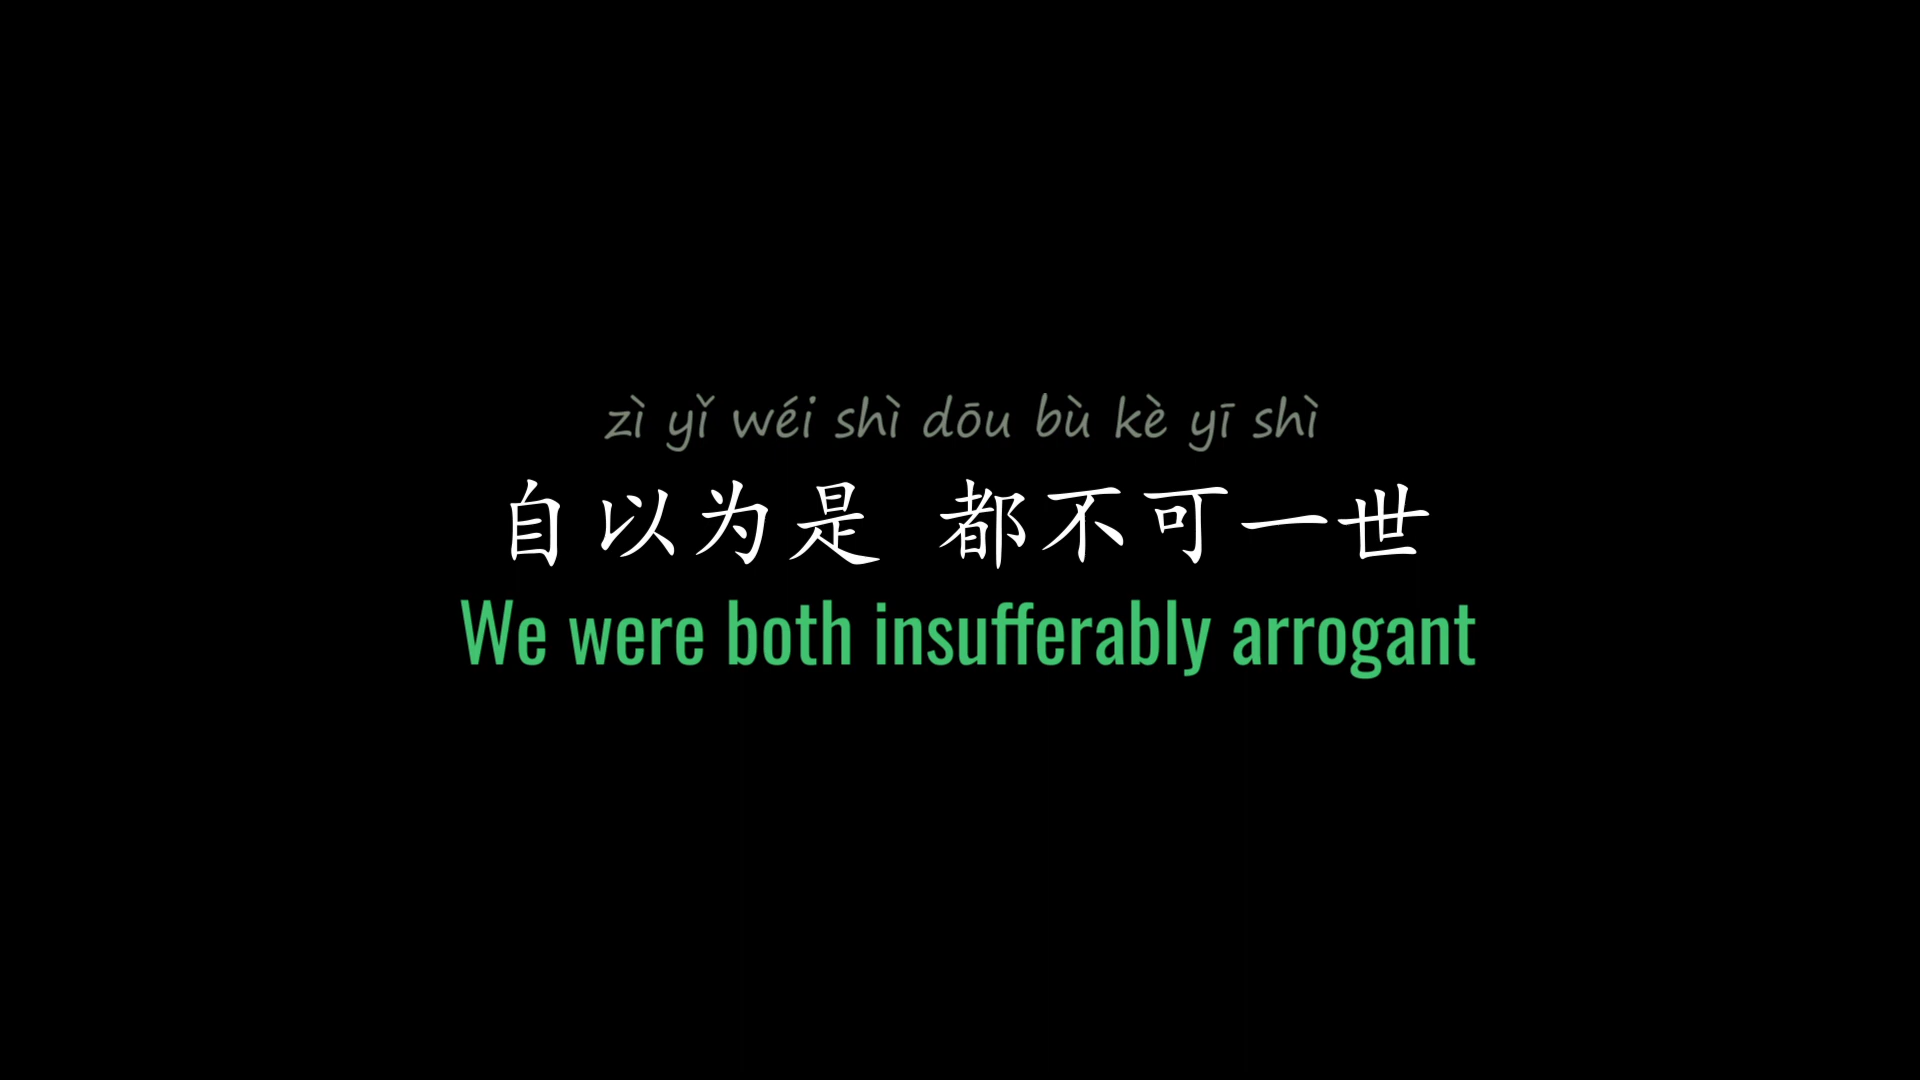 zì yǐ wéi shì dōu bù kè yī shì
自以为是 都不可一世
We were both insufferably arrogant